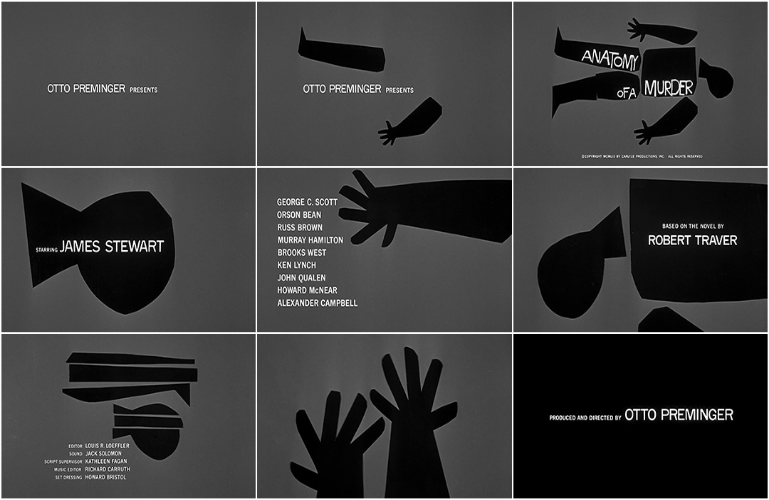 OTTO PREMINGER PRESENTS
OTTO PREMINGER PRESENTS
ANATOMY
OF A MURDER
©COPYRIGHT MCMLIX BY CARLYLE PRODUCTIONS, INC. ALL RIGHTS RESERVED
STARRING JAMES STEWART
GEORGE C. SCOTT
ORSON BEAN
RUSS BROWN
MURRAY HAMILTON
BROOKS WEST
KEN LYNCH
JOHN QUALEN
HOWARD McNEAR
ALEXANDER CAMPBELL
BASED ON THE NOVEL BY
ROBERT TRAVER
EDITOR LOUIS R. LOEFFLER
SOUND JACK SOLOMON
SCRIPT SUPERVISOR KATHLEEN FAGAN
MUSIC EDITOR RICHARD CARRUTH
SET DRESSING HOWARD BRISTOL
PRODUCED AND DIRECTED BY OTTO PREMINGER